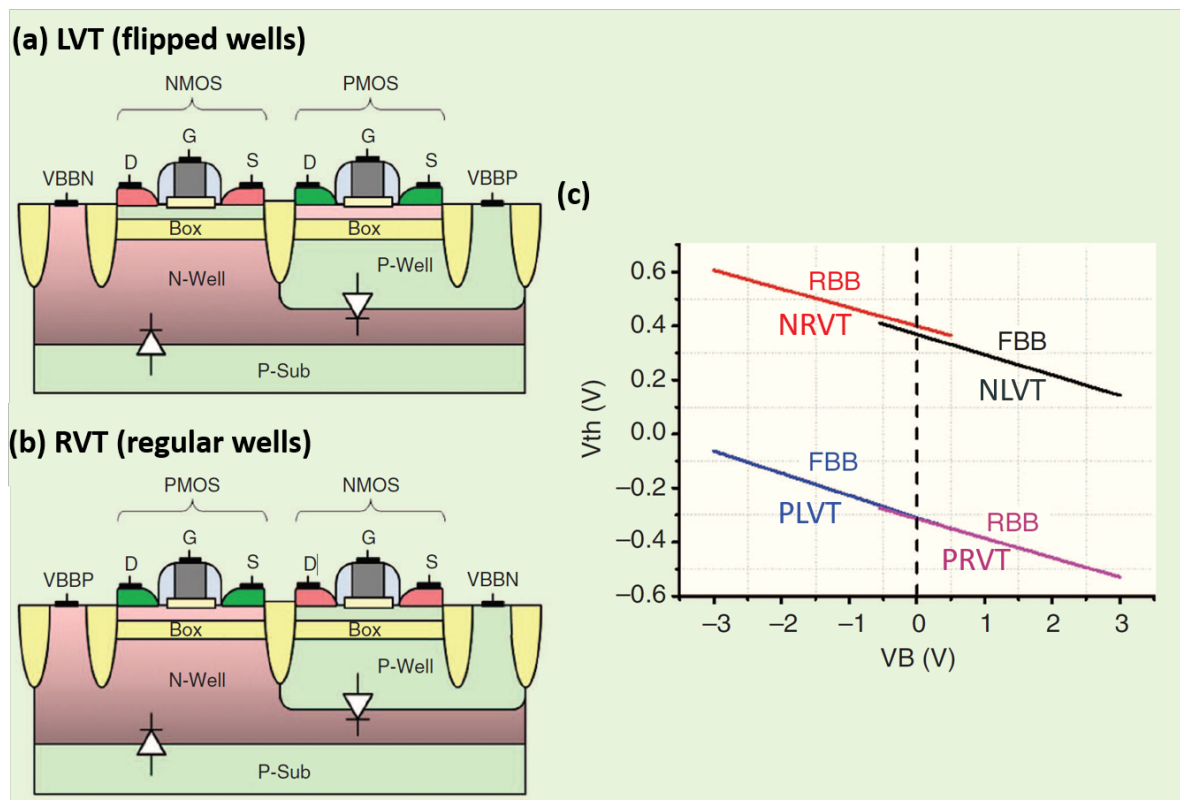 (a) LVT (flipped wells)
NMOS
PMOS
G
G
D
S
D
S
VBBN
VBBP
Box
Box
N-Well
P-Well
P-Sub
(b) RVT (regular wells)
PMOS
NMOS
G
G
D
S
D
S
VBBP
VBBN
Box
Box
N-Well
P-Well
P-Sub
(c)
Vth (V)
0.6
0.4
0.2
0.0
−0.2
−0.4
−0.6
RBB
NRVT
FBB
NLVT
FBB
PLVT
RBB
PRVT
−3 −2 −1 0 1 2 3
VB (V)